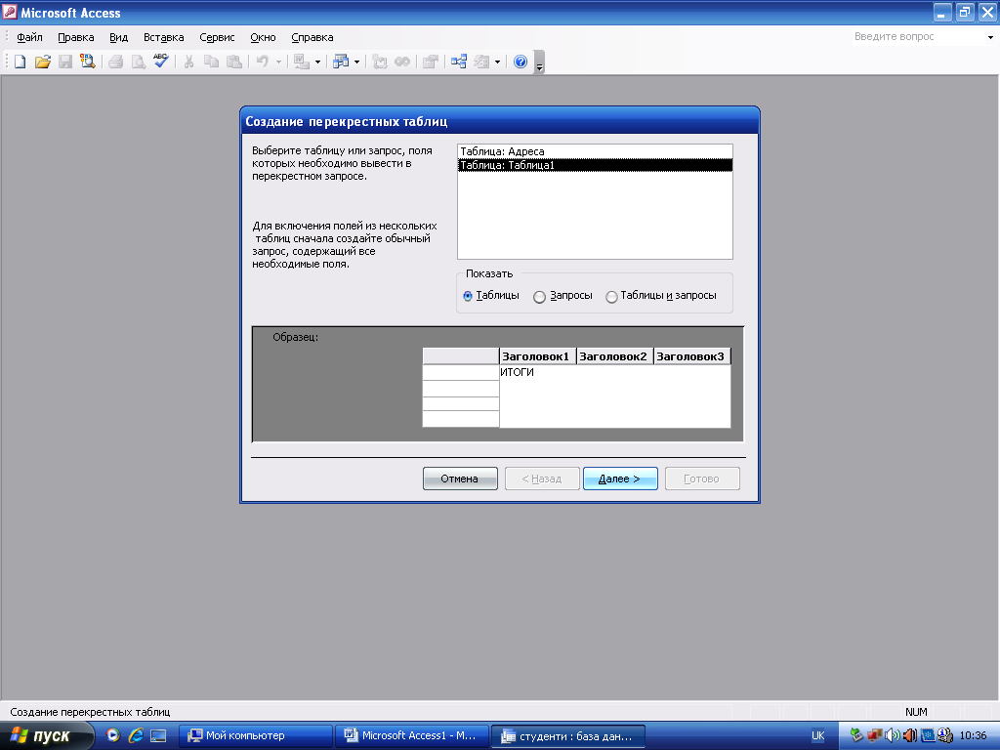 Microsoft Access
Файл Правка Вид Вставка Сервис Окно Справка Введите вопрос
ABC
Создание перекрестных таблиц
Выберите таблицу или запрос, поля
которых необходимо вывести в
перекрестном запросе.
Для включения полей из нескольких
таблиц сначала создайте обычный
запрос, содержащий все
необходимые поля.
Таблица: Адреса
Таблица: Таблица1
Показать
Таблицы Запросы Таблицы и запросы
Образец:
Заголовок1 Заголовок2 Заголовок3
ИТОГИ
Отмена < Назад Далее > Готово
Создание перекрестных таблиц NUM
пуск Мой компьютер Microsoft Access1 - M... студенти : база дан... UK 10:36